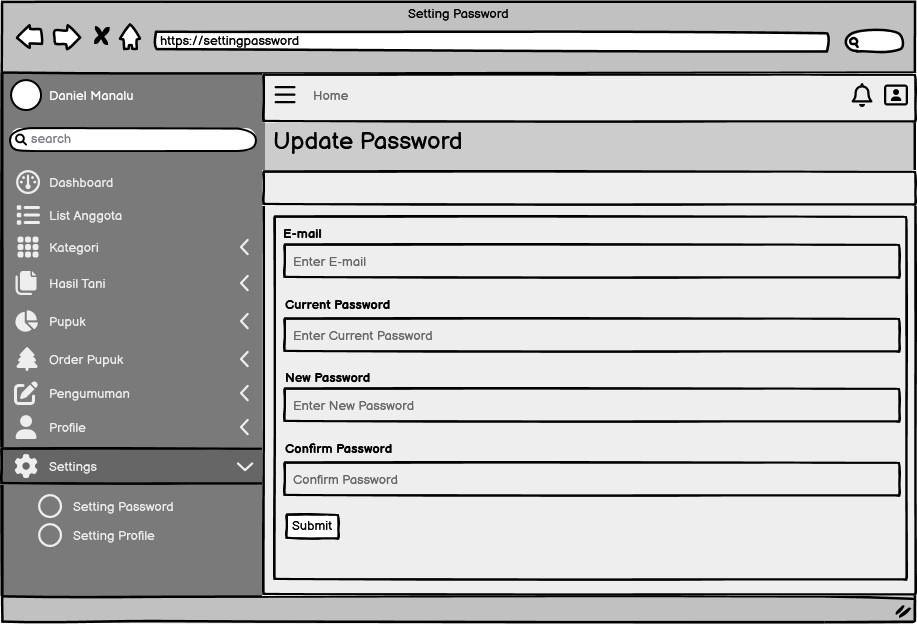 Setting Password
https://settingpassword
Daniel Manalu
Home
search
Update Password
Dashboard
List Anggota
Kategori
Hasil Tani
Pupuk
Order Pupuk
Pengumuman
Profile
Settings
Setting Password
Setting Profile
E-mail
Enter E-mail
Current Password
Enter Current Password
New Password
Enter New Password
Confirm Password
Confirm Password
Submit